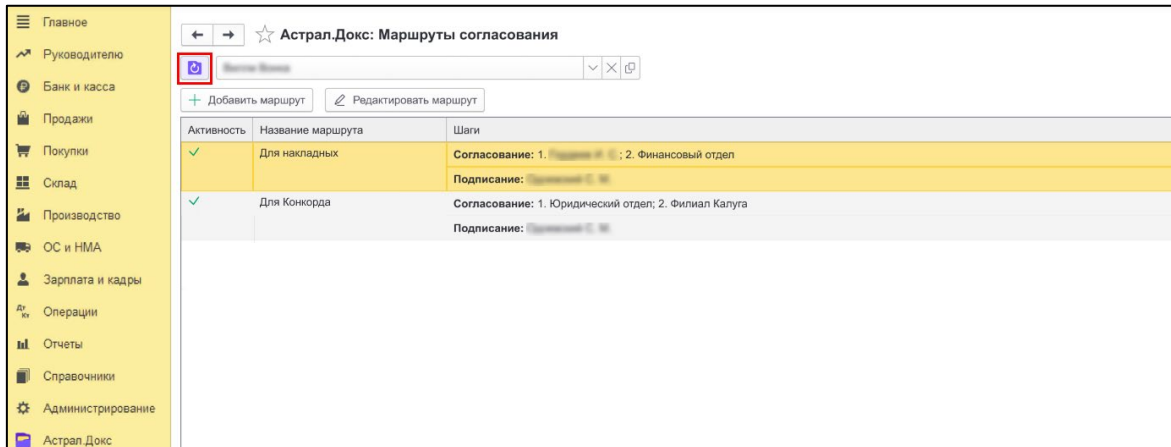 Главное
Руководителю
Банк и касса
Продажи
Покупки
Склад
Производство
ОС и НМА
Зарплата и кадры
Дт Кт Операции
Отчеты
Справочники
Администрирование
Астрал.Докс
Астрал.Докс: Маршруты согласования
Добавить маршрут Редактировать маршрут
Активность Название маршрута Шаги
Для накладных Согласование: 1. ; 2. Финансовый отдел
Подписание:
Для Конкорда Согласование: 1. Юридический отдел; 2. Филиал Калуга
Подписание: